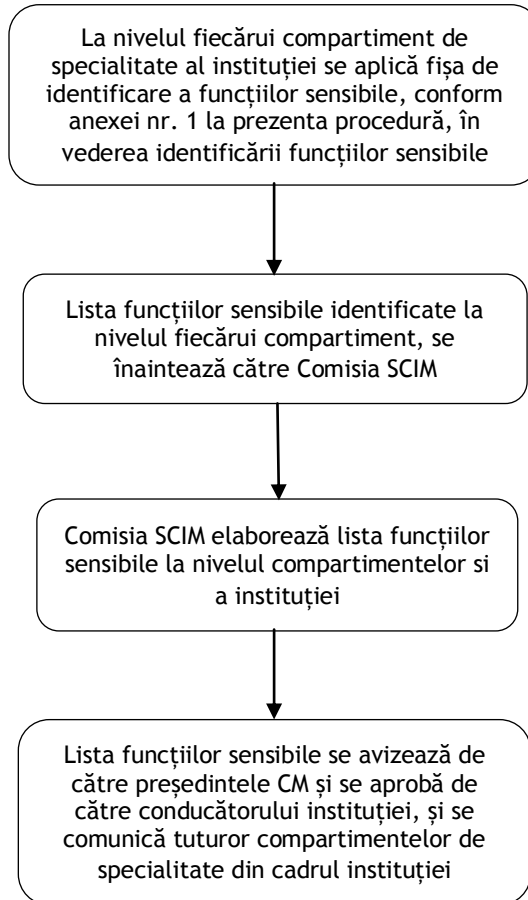 La nivelul fiecărui compartiment de
specialitate al instituției se aplică fișa de
identificare a funcțiilor sensibile, conform
anexei nr. 1 la prezenta procedură, în
vederea identificării funcțiilor sensibile
Lista funcțiilor sensibile identificate la
nivelul fiecărui compartiment, se
înaintează către Comisia SCIM
Comisia SCIM elaborează lista funcțiilor
sensibile la nivelul compartimentelor si
a instituției
Lista funcțiilor sensibile se avizează de
către președintele CM și se aprobă de
către conducătorului instituției, și se
comunică tuturor compartimentelor de
specialitate din cadrul instituției